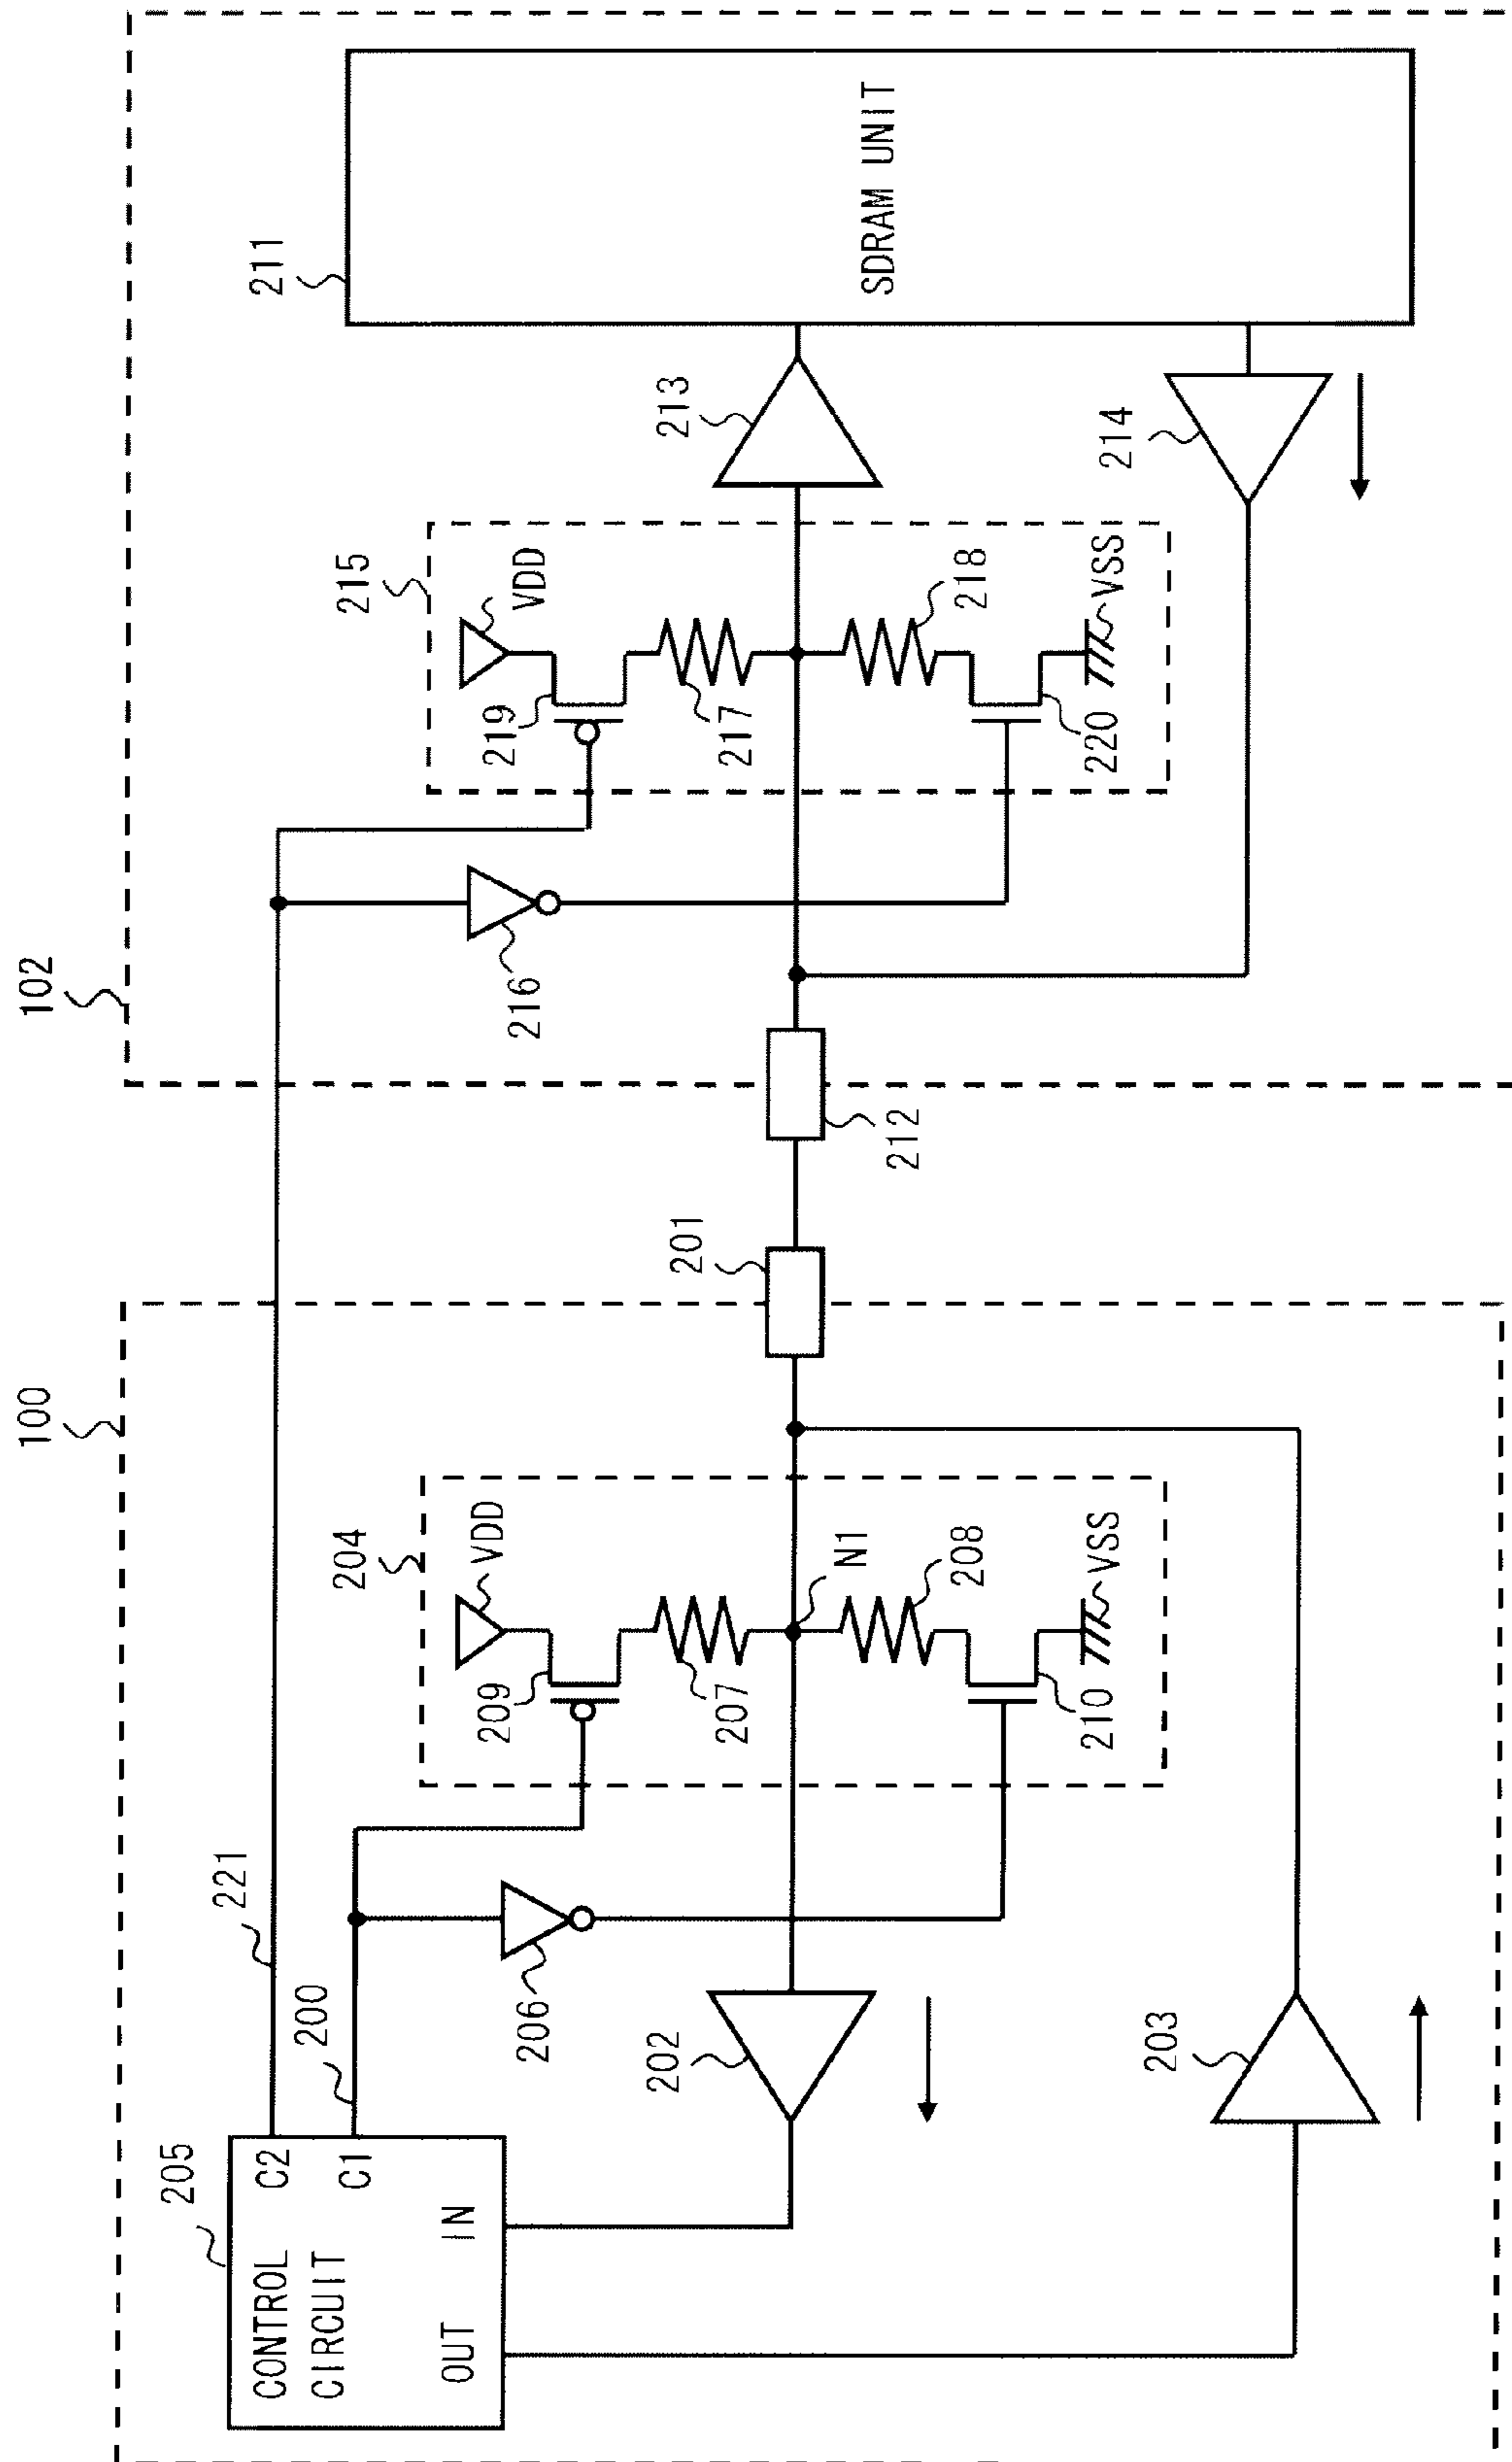 100
102
205
CONTROL
CIRCUIT
C2
C1
IN
OUT
221
200
206
202
203
204
VDD
209
207
N1
208
210
VSS
201
212
216
215
VDD
219
217
218
220
VSS
213
214
211
SDRAM UNIT